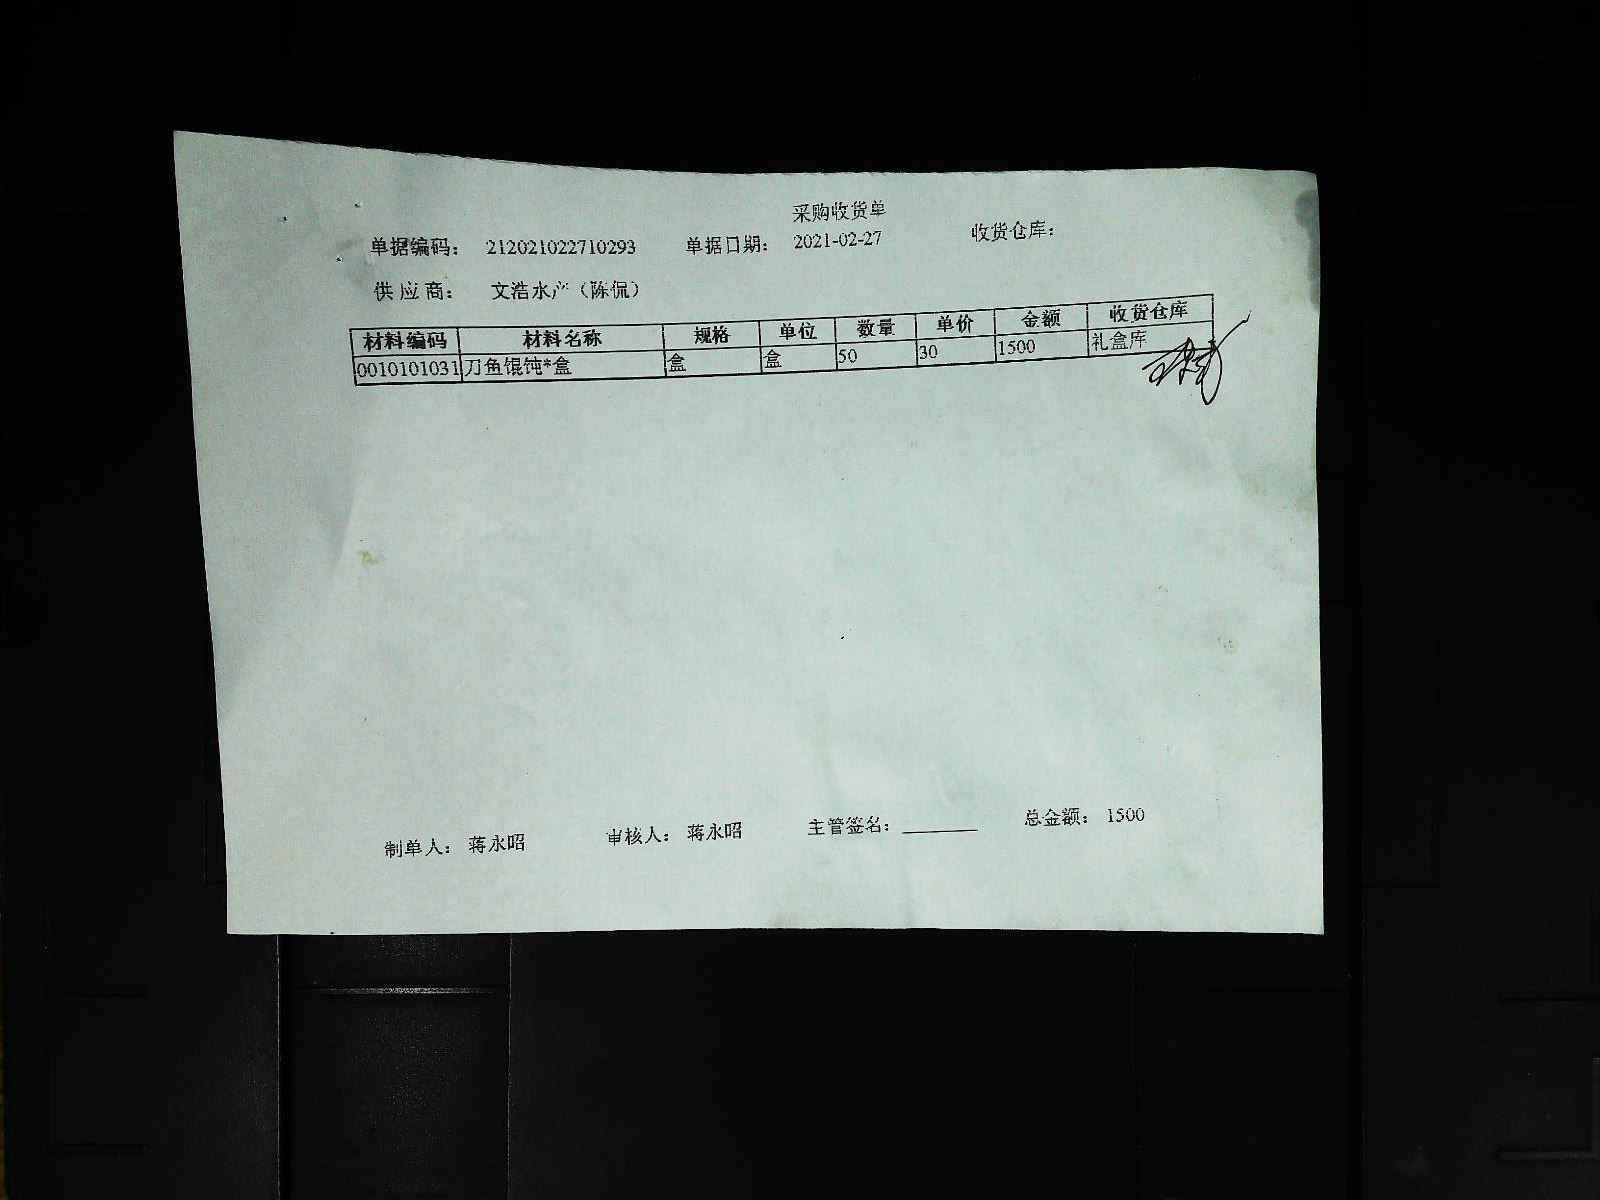 采购收货单
单据编码： 212021022710293 单据日期： 2021-02-27 收货仓库：
供 应 商： 文浩水产（陈侃）
材料编码 材料名称 规格 单位 数量 单价 金额 收货仓库
0010101031 刀鱼馄饨*盒 盒 盒 50 30 1500 礼盒库
制单人： 蒋永昭 审核人： 蒋永昭 主管签名： 总金额： 1500